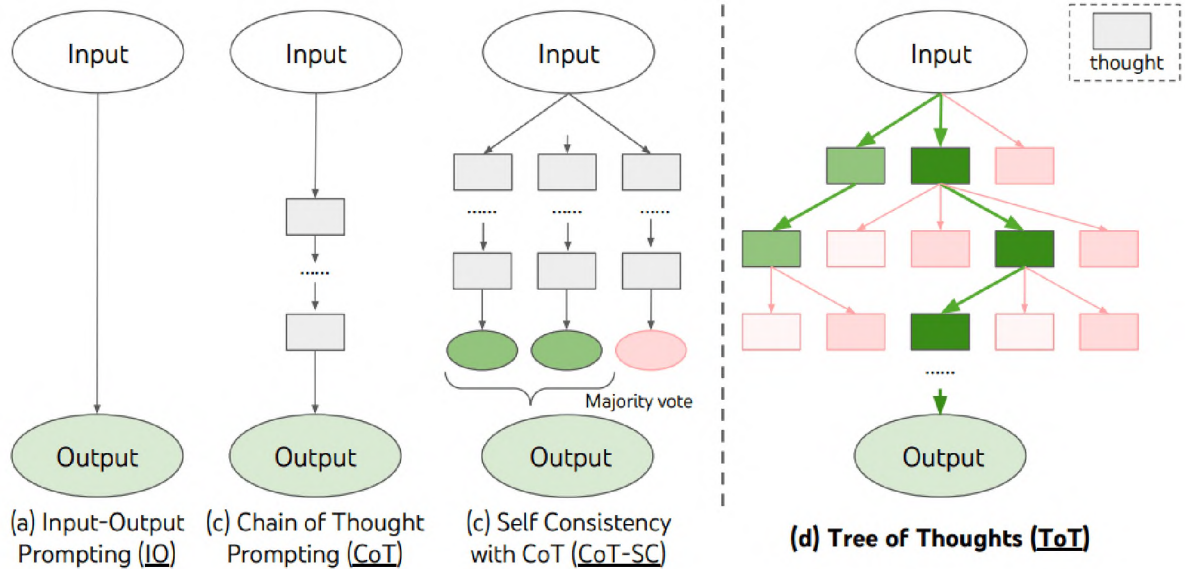 Input
Input
Input
Input
thought
......
......
......
......
......
Majority vote
Output
Output
Output
Output
(a) Input-Output
Prompting (IO)
(c) Chain of Thought
Prompting (CoT)
(c) Self Consistency
with CoT (CoT-SC)
(d) Tree of Thoughts (ToT)